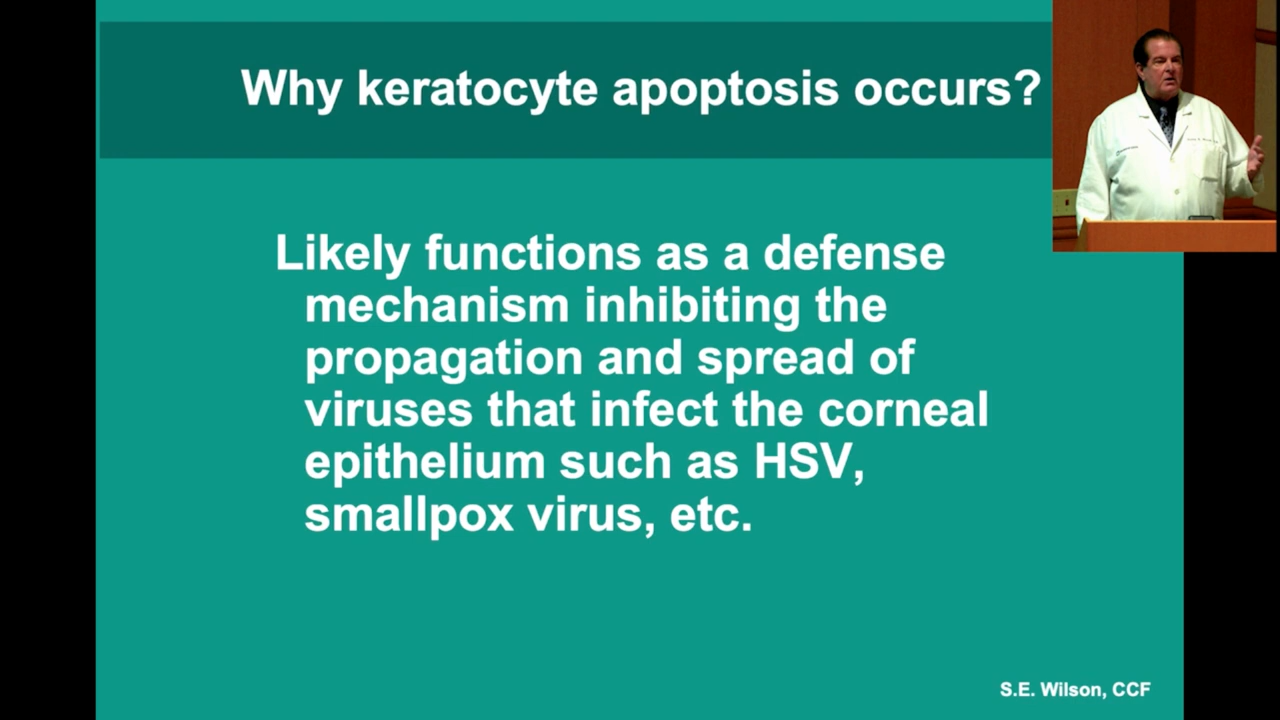 Why keratocyte apoptosis occurs?
Likely functions as a defense
mechanism inhibiting the
propagation and spread of
viruses that infect the corneal
epithelium such as HSV,
smallpox virus, etc.
S.E. Wilson, CCF